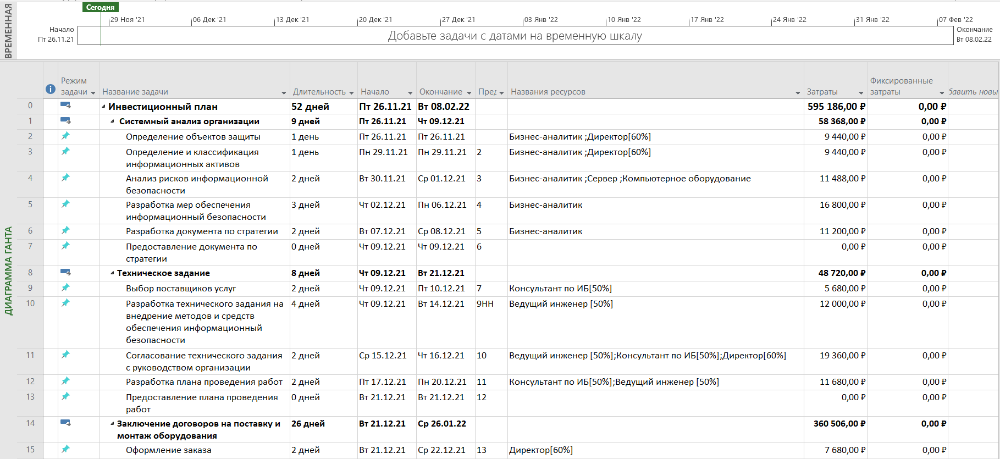 ВРЕМЕННАЯ
Сегодня
29 Ноя '21 06 Дек '21 13 Дек '21 20 Дек '21 27 Дек '21 03 Янв '22 10 Янв '22 17 Янв '22 24 Янв '22 31 Янв '22 07 Фев '22
Начало
Пт 26.11.21
Добавьте задачи с датами на временную шкалу
Окончание
Вт 08.02.22
ДИАГРАММА ГАНТА
Режим задачи Название задачи Длительность Начало Окончание Пред Названия ресурсов Затраты Фиксированные затраты бавить новы
0 Инвестиционный план 52 дней Пт 26.11.21 Вт 08.02.22 595 186,00 ₽ 0,00 ₽
1 Системный анализ организации 9 дней Пт 26.11.21 Чт 09.12.21 58 368,00 ₽ 0,00 ₽
2 Определение объектов защиты 1 день Пт 26.11.21 Пт 26.11.21 Бизнес-аналитик ;Директор[60%] 9 440,00 ₽ 0,00 ₽
3 Определение и классификация 1 день Пн 29.11.21 Пн 29.11.21 2 Бизнес-аналитик ;Директор[60%] 9 440,00 ₽ 0,00 ₽
информационных активов
4 Анализ рисков информационной 2 дней Вт 30.11.21 Ср 01.12.21 3 Бизнес-аналитик ;Сервер ;Компьютерное оборудование 11 488,00 ₽ 0,00 ₽
безопасности
5 Разработка мер обеспечения 3 дней Чт 02.12.21 Пн 06.12.21 4 Бизнес-аналитик 16 800,00 ₽ 0,00 ₽
информационный безопасности
6 Разработка документа по стратегии 2 дней Вт 07.12.21 Ср 08.12.21 5 Бизнес-аналитик 11 200,00 ₽ 0,00 ₽
7 Предоставление документа по 0 дней Чт 09.12.21 Чт 09.12.21 6 0,00 ₽ 0,00 ₽
стратегии
8 Техническое задание 8 дней Чт 09.12.21 Вт 21.12.21 48 720,00 ₽ 0,00 ₽
9 Выбор поставщиков услуг 2 дней Чт 09.12.21 Пт 10.12.21 7 Консультант по ИБ[50%] 5 680,00 ₽ 0,00 ₽
10 Разработка технического задания на 4 дней Чт 09.12.21 Вт 14.12.21 9НН Ведущий инженер [50%] 12 000,00 ₽ 0,00 ₽
внедрение методов и средств
обеспечения информационный
безопасности
11 Согласование технического задания 2 дней Ср 15.12.21 Чт 16.12.21 10 Ведущий инженер [50%];Консультант по ИБ[50%];Директор[60%] 19 360,00 ₽ 0,00 ₽
с руководством организации
12 Разработка плана проведения работ 2 дней Пт 17.12.21 Пн 20.12.21 11 Консультант по ИБ[50%];Ведущий инженер [50%] 11 680,00 ₽ 0,00 ₽
13 Предоставление плана проведения 0 дней Вт 21.12.21 Вт 21.12.21 12 0,00 ₽ 0,00 ₽
работ
14 Заключение договоров на поставку и 26 дней Вт 21.12.21 Ср 26.01.22 360 506,00 ₽ 0,00 ₽
монтаж оборудования
15 Оформление заказа 2 дней Вт 21.12.21 Ср 22.12.21 13 Директор[60%] 7 680,00 ₽ 0,00 ₽